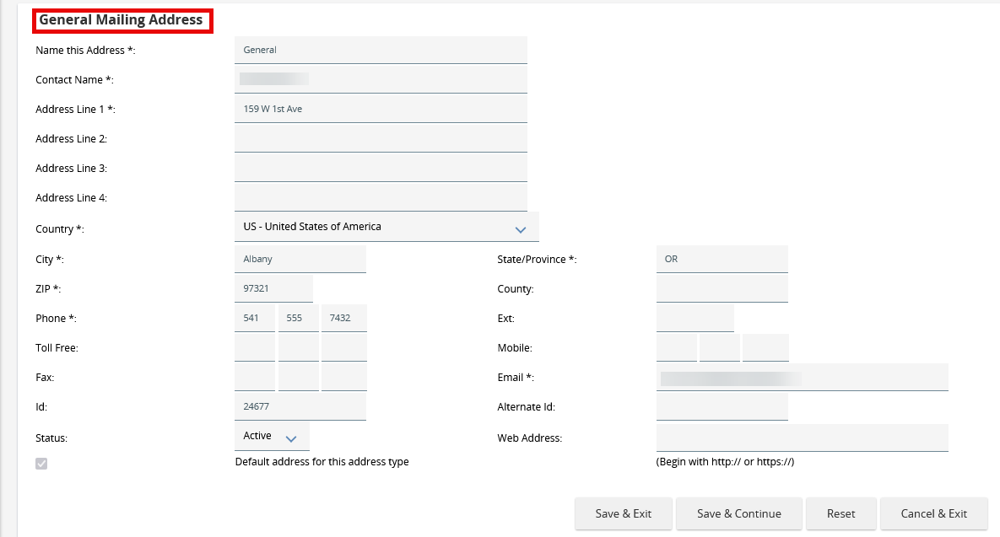 General Mailing Address
Name this Address *: General
Contact Name *:
Address Line 1 *: 159 W 1st Ave
Address Line 2:
Address Line 3:
Address Line 4:
Country *: US - United States of America
City *: Albany State/Province *: OR
ZIP *: 97321 County:
Phone *: 541 555 7432 Ext:
Toll Free: Mobile:
Fax: Email *:
Id: 24677 Alternate Id:
Status: Active Web Address:
Default address for this address type (Begin with http:// or https://)
Save & Exit Save & Continue Reset Cancel & Exit